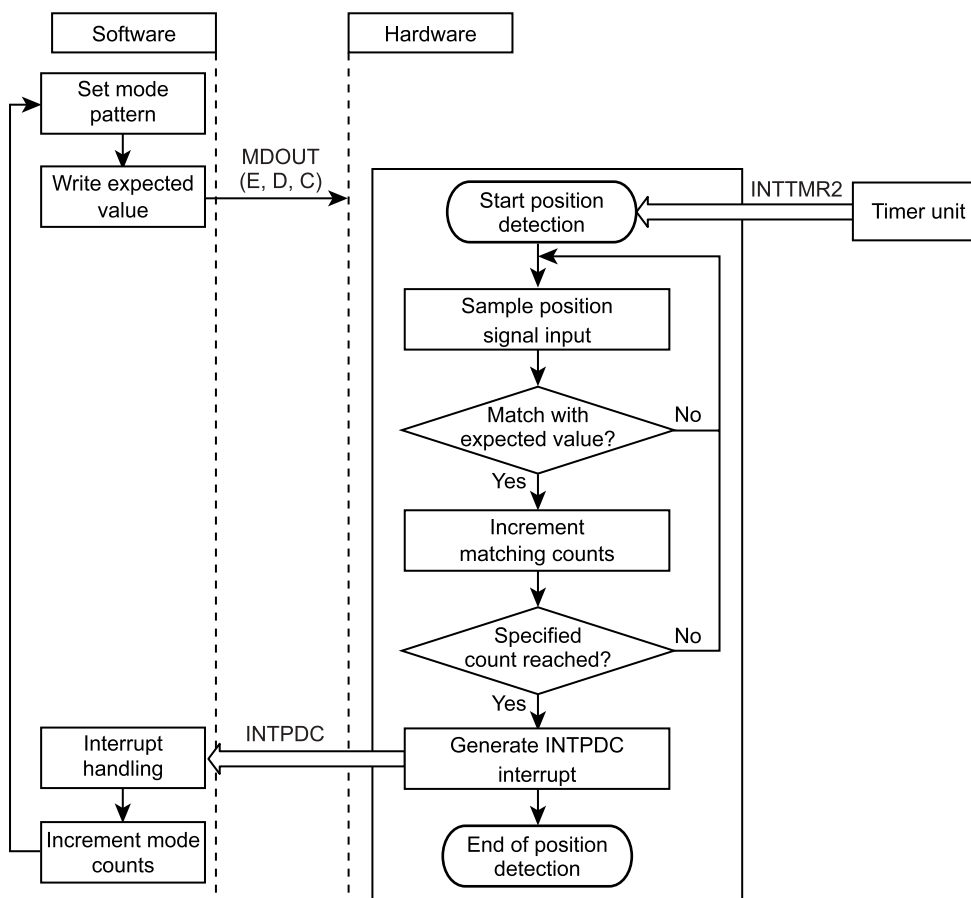 Software
Hardware
Set mode
pattern
Write expected
value
MDOUT
(E, D, C)
Start position
detection
INTTMR2
Timer unit
Sample position
signal input
Match with
expected value?
No
Yes
Increment
matching counts
Specified
count reached?
No
Yes
Interrupt
handling
INTPDC
Generate INTPDC
interrupt
Increment mode
counts
End of position
detection